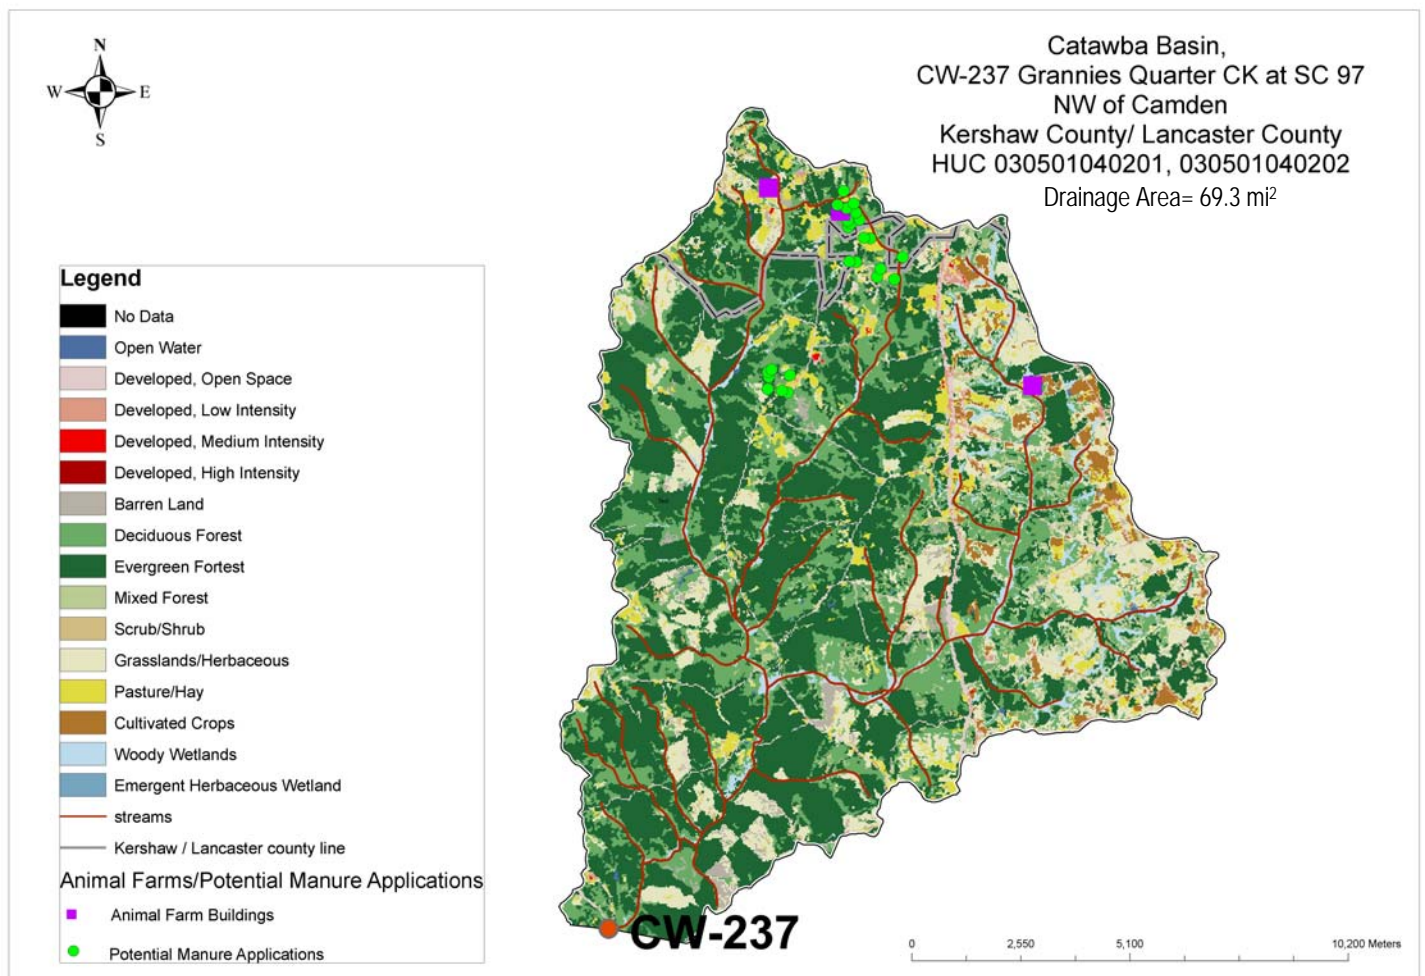 N
W E
S
Catawba Basin,
CW-237 Grannies Quarter CK at SC 97
NW of Camden
Kershaw County/ Lancaster County
HUC 030501040201, 030501040202
Drainage Area= 69.3 mi²
Legend
No Data
Open Water
Developed, Open Space
Developed, Low Intensity
Developed, Medium Intensity
Developed, High Intensity
Barren Land
Deciduous Forest
Evergreen Fortest
Mixed Forest
Scrub/Shrub
Grasslands/Herbaceous
Pasture/Hay
Cultivated Crops
Woody Wetlands
Emergent Herbaceous Wetland
streams
Kershaw / Lancaster county line
Animal Farms/Potential Manure Applications
Animal Farm Buildings
Potential Manure Applications
CW-237
0 2,550 5,100 10,200 Meters